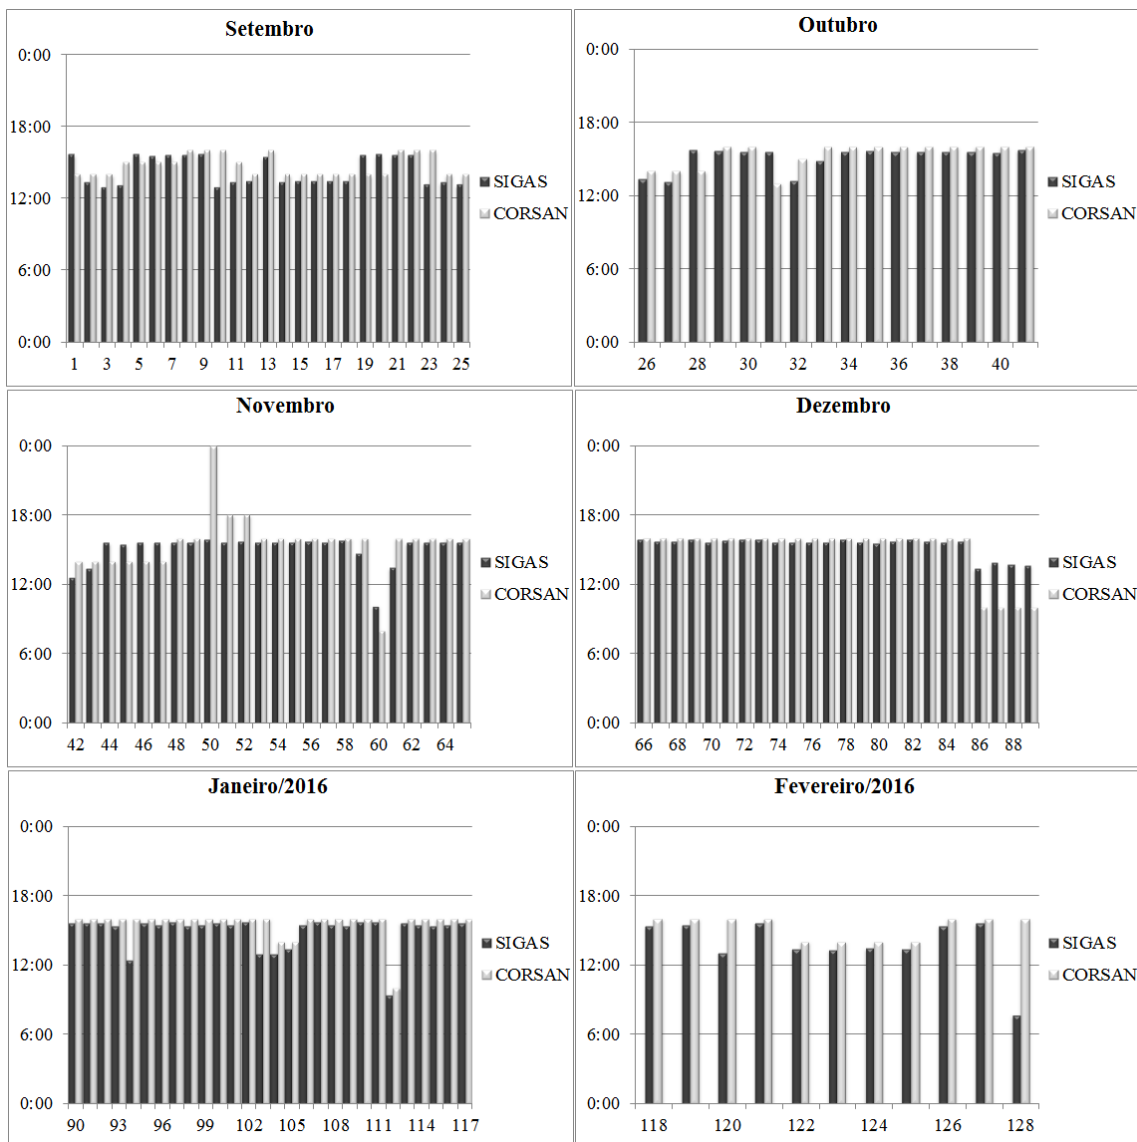 Setembro
0:00
18:00
12:00
6:00
0:00
1 3 5 7 9 11 13 15 17 19 21 23 25
SIGAS
CORSAN
Outubro
0:00
18:00
12:00
6:00
0:00
26 28 30 32 34 36 38 40
SIGAS
CORSAN
Novembro
0:00
18:00
12:00
6:00
0:00
42 44 46 48 50 52 54 56 58 60 62 64
SIGAS
CORSAN
Dezembro
0:00
18:00
12:00
6:00
0:00
66 68 70 72 74 76 78 80 82 84 86 88
SIGAS
CORSAN
Janeiro/2016
0:00
18:00
12:00
6:00
0:00
90 93 96 99 102 105 108 111 114 117
SIGAS
CORSAN
Fevereiro/2016
0:00
18:00
12:00
6:00
0:00
118 120 122 124 126 128
SIGAS
CORSAN